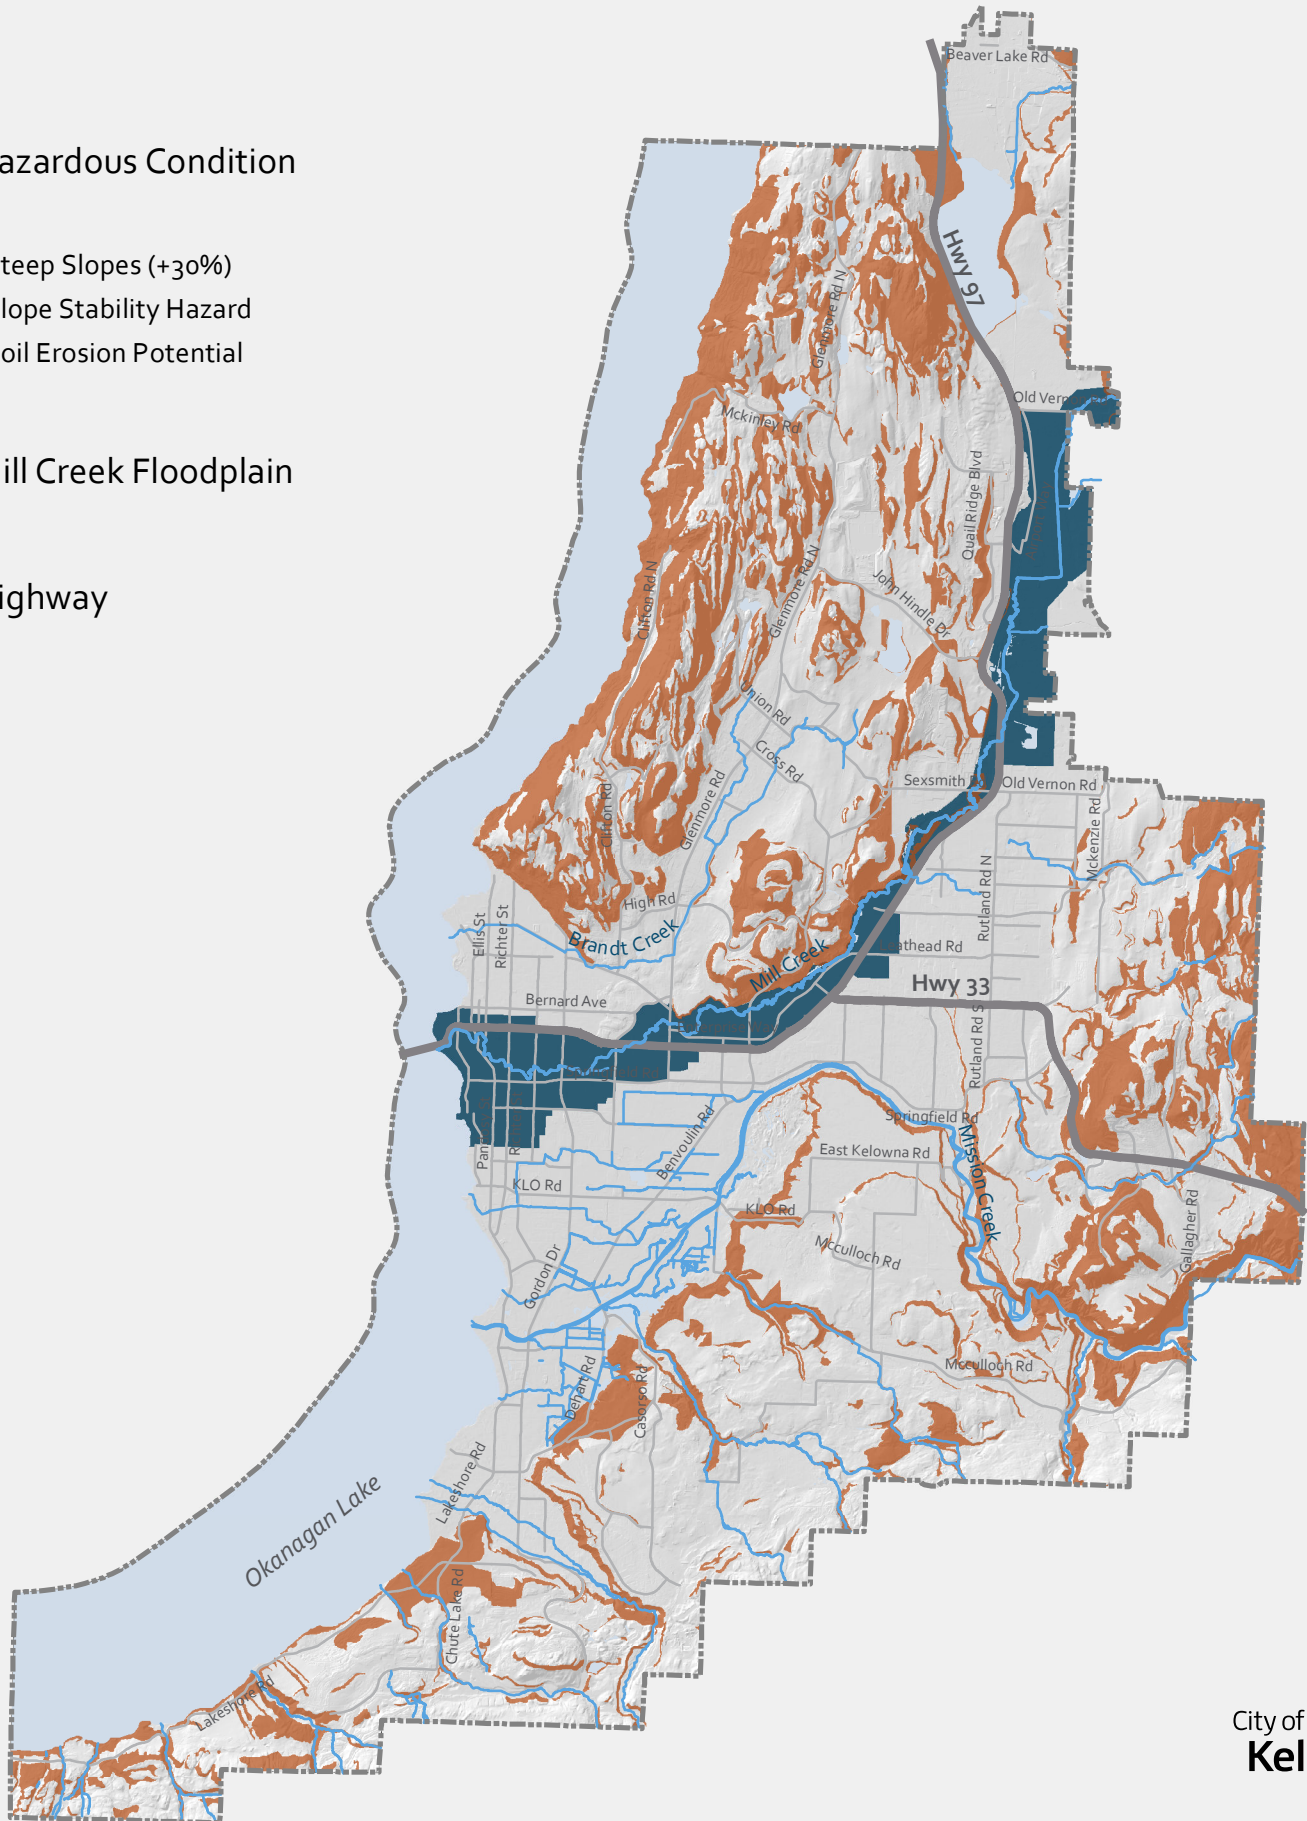 azardous Condition
teep Slopes (+30%)
lope Stability Hazard
oil Erosion Potential
ill Creek Floodplain
ighway
Beaver Lake Rd
Hwy 97
Glenmore Rd N
Old Vern
Mckinley Rd
Quail Ridge Blvd
Clifton Rd N
Glenmore Rd N
John Hindle Dr
Union Rd
Cross Rd
Sexsmith
Old Vernon Rd
Clifton Rd
Glenmore Rd
Mckenzie Rd
High Rd
Rutland Rd N
Ellis St
Richter St
Brandt Creek
Mill Creek
athead Rd
Hwy 33
Bernard Ave
Rutland Rd S
Springfield Rd
Benvoulin Rd
East Kelowna Rd
Mission Creek
KLO Rd
KLO Rd
Mcculloch Rd
Gallagher Rd
Gordon Dr
Mcculloch Rd
Dehart Rd
Casorso Rd
Lakeshore Rd
Okanagan Lake
Chute Lake Rd
Lakeshore Rd
City of
Kel